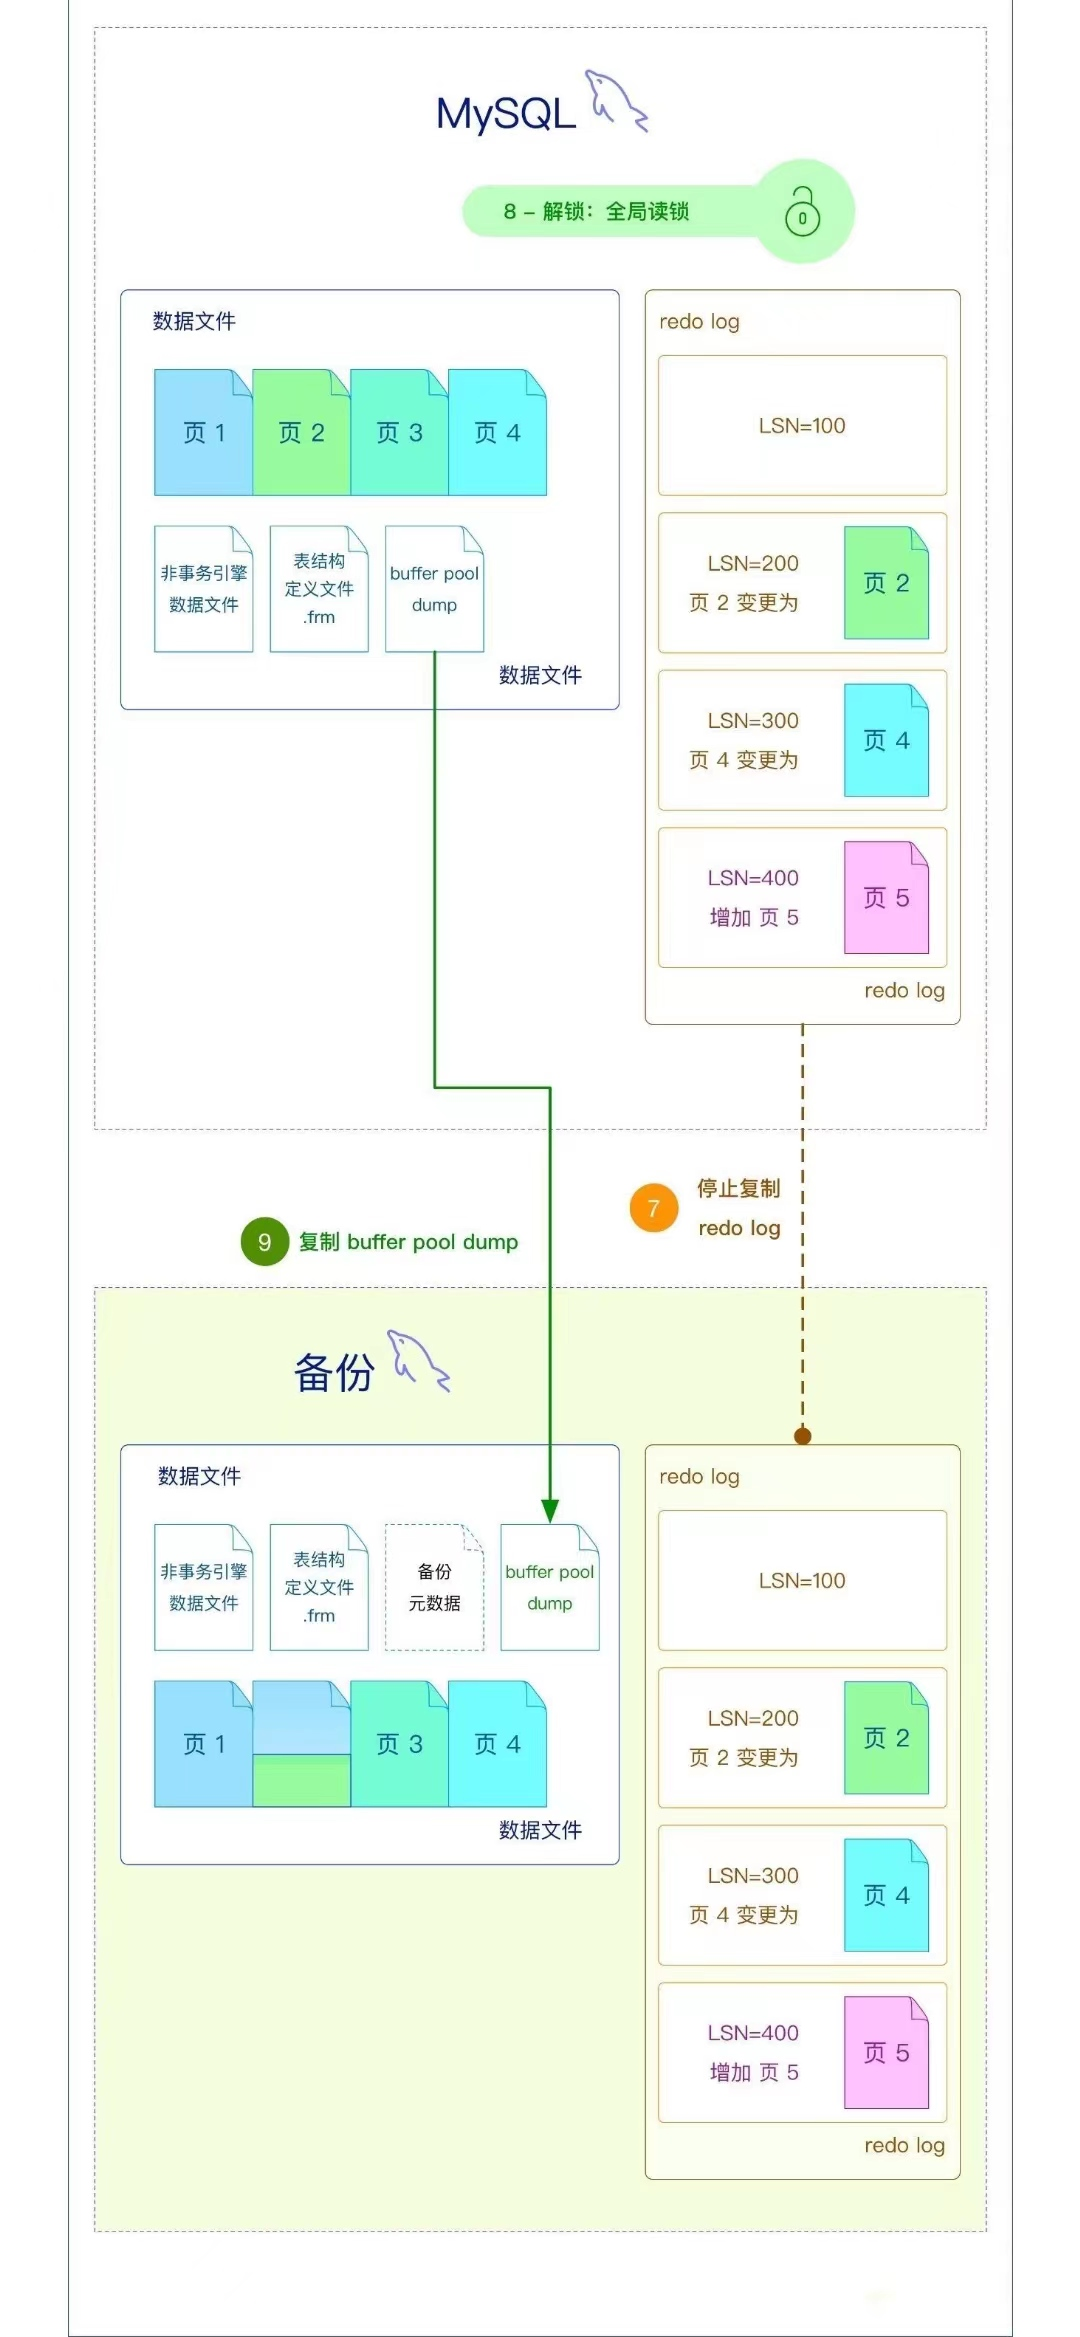 MySQL
8 – 解锁：全局读锁
数据文件
页 1
页 2
页 3
页 4
非事务引擎
数据文件
表结构
定义文件
.frm
buffer pool
dump
数据文件
redo log
LSN=100
LSN=200
页 2 变更为
页 2
LSN=300
页 4 变更为
页 4
LSN=400
增加 页 5
页 5
redo log
7
停止复制
redo log
9
复制 buffer pool dump
备份
数据文件
非事务引擎
数据文件
表结构
定义文件
.frm
备份
元数据
buffer pool
dump
页 1
页 3
页 4
数据文件
redo log
LSN=100
LSN=200
页 2 变更为
页 2
LSN=300
页 4 变更为
页 4
LSN=400
增加 页 5
页 5
redo log